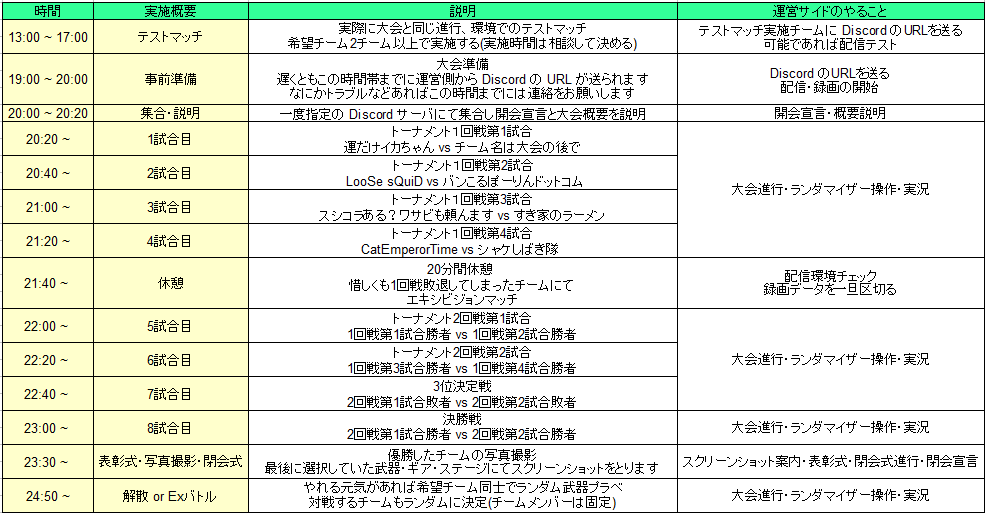 時間 実施概要 説明 運営サイドのやること
13:00 ~ 17:00 テストマッチ 実際に大会と同じ進行、環境でのテストマッチ
希望チーム2チーム以上で実施する(実施時間は相談して決める) テストマッチ実施チームに DiscordのURLを送る
可能であれば配信テスト
19:00 ~ 20:00 事前準備 大会準備
遅くともこの時間帯までに運営側から Discordの URL が送られます
なにかトラブルなどあればこの時間までには連絡をお願いします DiscordのURLを送る
配信・録画の開始
20:00 ~ 20:20 集合・説明 一度指定の Discord サーバにて集合し開会宣言と大会概要を説明 開会宣言・概要説明
20:20 ~ 1試合目 トーナメント1回戦第1試合
運だけイカちゃん vs チーム名は大会の後で
20:40 ~ 2試合目 トーナメント1回戦第2試合
LooSe sQuiD vs バンこるぽーりんドットコム
大会進行・ランダマイザー操作・実況
21:00 ~ 3試合目 トーナメント1回戦第3試合
スシコラある？ワサビも頼んます vs すき家のラーメン
21:20 ~ 4試合目 トーナメント1回戦第4試合
CatEmperorTime vs シャケしばき隊
21:40 ~ 休憩 20分間休憩
惜しくも1回戦敗退してしまったチームにて
エキシビジョンマッチ 配信環境チェック
録画データを一旦区切る
22:00 ~ 5試合目 トーナメント2回戦第1試合
1回戦第1試合勝者 vs 1回戦第2試合勝者
22:20 ~ 6試合目 トーナメント2回戦第2試合
1回戦第3試合勝者 vs 1回戦第4試合勝者
大会進行・ランダマイザー操作・実況
22:40 ~ 7試合目 3位決定戦
2回戦第1試合敗者 vs 2回戦第2試合敗者
23:00 ~ 8試合目 決勝戦
2回戦第1試合勝者 vs 2回戦第2試合勝者 大会進行・ランダマイザー操作・実況
23:30 ~ 表彰式・写真撮影・閉会式 優勝したチームの写真撮影
最後に選択していた武器・ギア・ステージにてスクリーンショットをとります スクリーンショット案内・表彰式・閉会式進行・閉会宣言
24:50 ~ 解散 or Exバトル やれる元気があれば希望チーム同士でランダム武器プラベ
対戦するチームもランダムに決定(チームメンバーは固定) 大会進行・ランダマイザー操作・実況